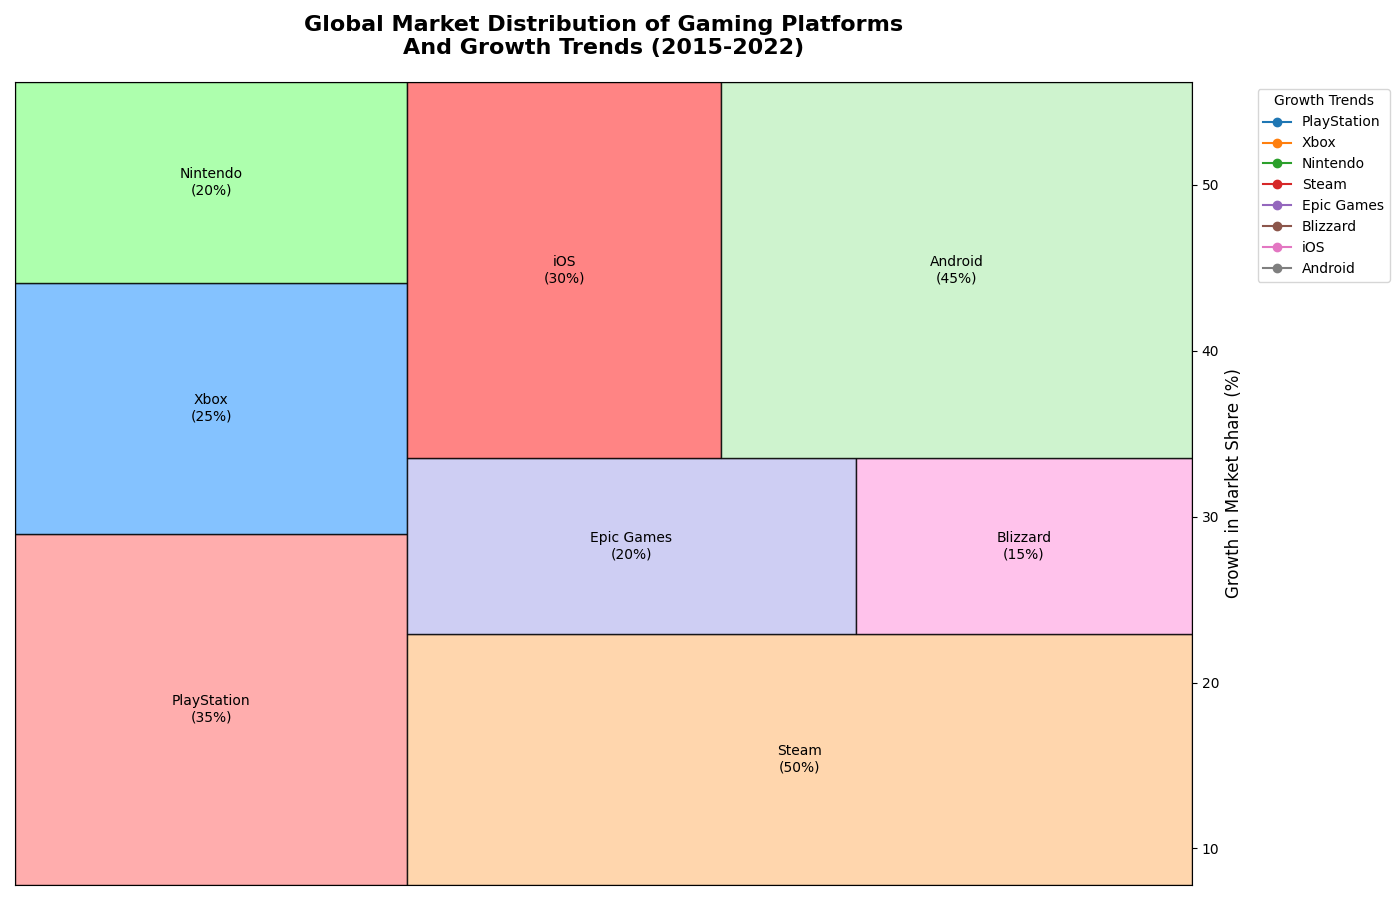 Global Market Distribution of Gaming Platforms
And Growth Trends (2015-2022)
Nintendo
(20%)
Xbox
(25%)
PlayStation
(35%)
iOS
(30%)
Android
(45%)
Epic Games
(20%)
Blizzard
(15%)
Steam
(50%)
50
40
30
20
10
Growth in Market Share (%)
Growth Trends
PlayStation
Xbox
Nintendo
Steam
Epic Games
Blizzard
iOS
Android